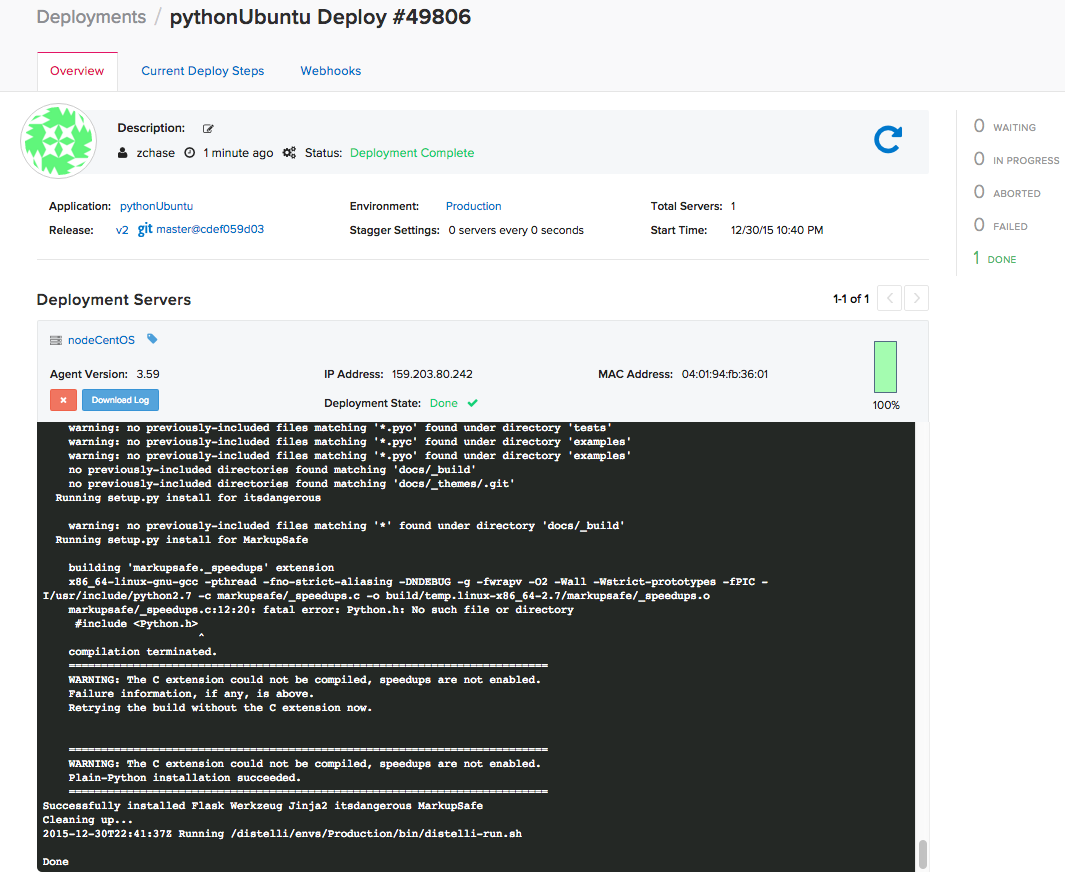 Deployments / pythonUbuntu Deploy #49806
Overview Current Deploy Steps Webhooks
Description:
zchase 1 minute ago Status: Deployment Complete
0 WAITING
0 IN PROGRESS
0 ABORTED
0 FAILED
1 DONE
Application: pythonUbuntu Environment: Production Total Servers: 1
Release: v2 git master@cdef059d03 Stagger Settings: 0 servers every 0 seconds Start Time: 12/30/15 10:40 PM
Deployment Servers 1-1 of 1
nodeCentOS
Agent Version: 3.59 IP Address: 159.203.80.242 MAC Address: 04:01:94:fb:36:01
Download Log Deployment State: Done 100%
warning: no previously-included files matching '*.pyo' found under directory 'tests'
warning: no previously-included files matching '*.pyc' found under directory 'examples'
warning: no previously-included files matching '*.pyo' found under directory 'examples'
no previously-included directories found matching 'docs/_build'
no previously-included directories found matching 'docs/_themes/.git'
Running setup.py install for itsdangerous
warning: no previously-included files matching '*' found under directory 'docs/_build'
Running setup.py install for MarkupSafe
building 'markupsafe._speedups' extension
x86_64-linux-gnu-gcc -pthread -fno-strict-aliasing -DNDEBUG -g -fwrapv -O2 -Wall -Wstrict-prototypes -fPIC -
I/usr/include/python2.7 -c markupsafe/_speedups.c -o build/temp.linux-x86_64-2.7/markupsafe/_speedups.o
markupsafe/_speedups.c:12:20: fatal error: Python.h: No such file or directory
#include <Python.h>
^
compilation terminated.
==========================================================================
WARNING: The C extension could not be compiled, speedups are not enabled.
Failure information, if any, is above.
Retrying the build without the C extension now.
==========================================================================
WARNING: The C extension could not be compiled, speedups are not enabled.
Plain-Python installation succeeded.
==========================================================================
Successfully installed Flask Werkzeug Jinja2 itsdangerous MarkupSafe
Cleaning up...
2015-12-30T22:41:37Z Running /distelli/envs/Production/bin/distelli-run.sh
Done